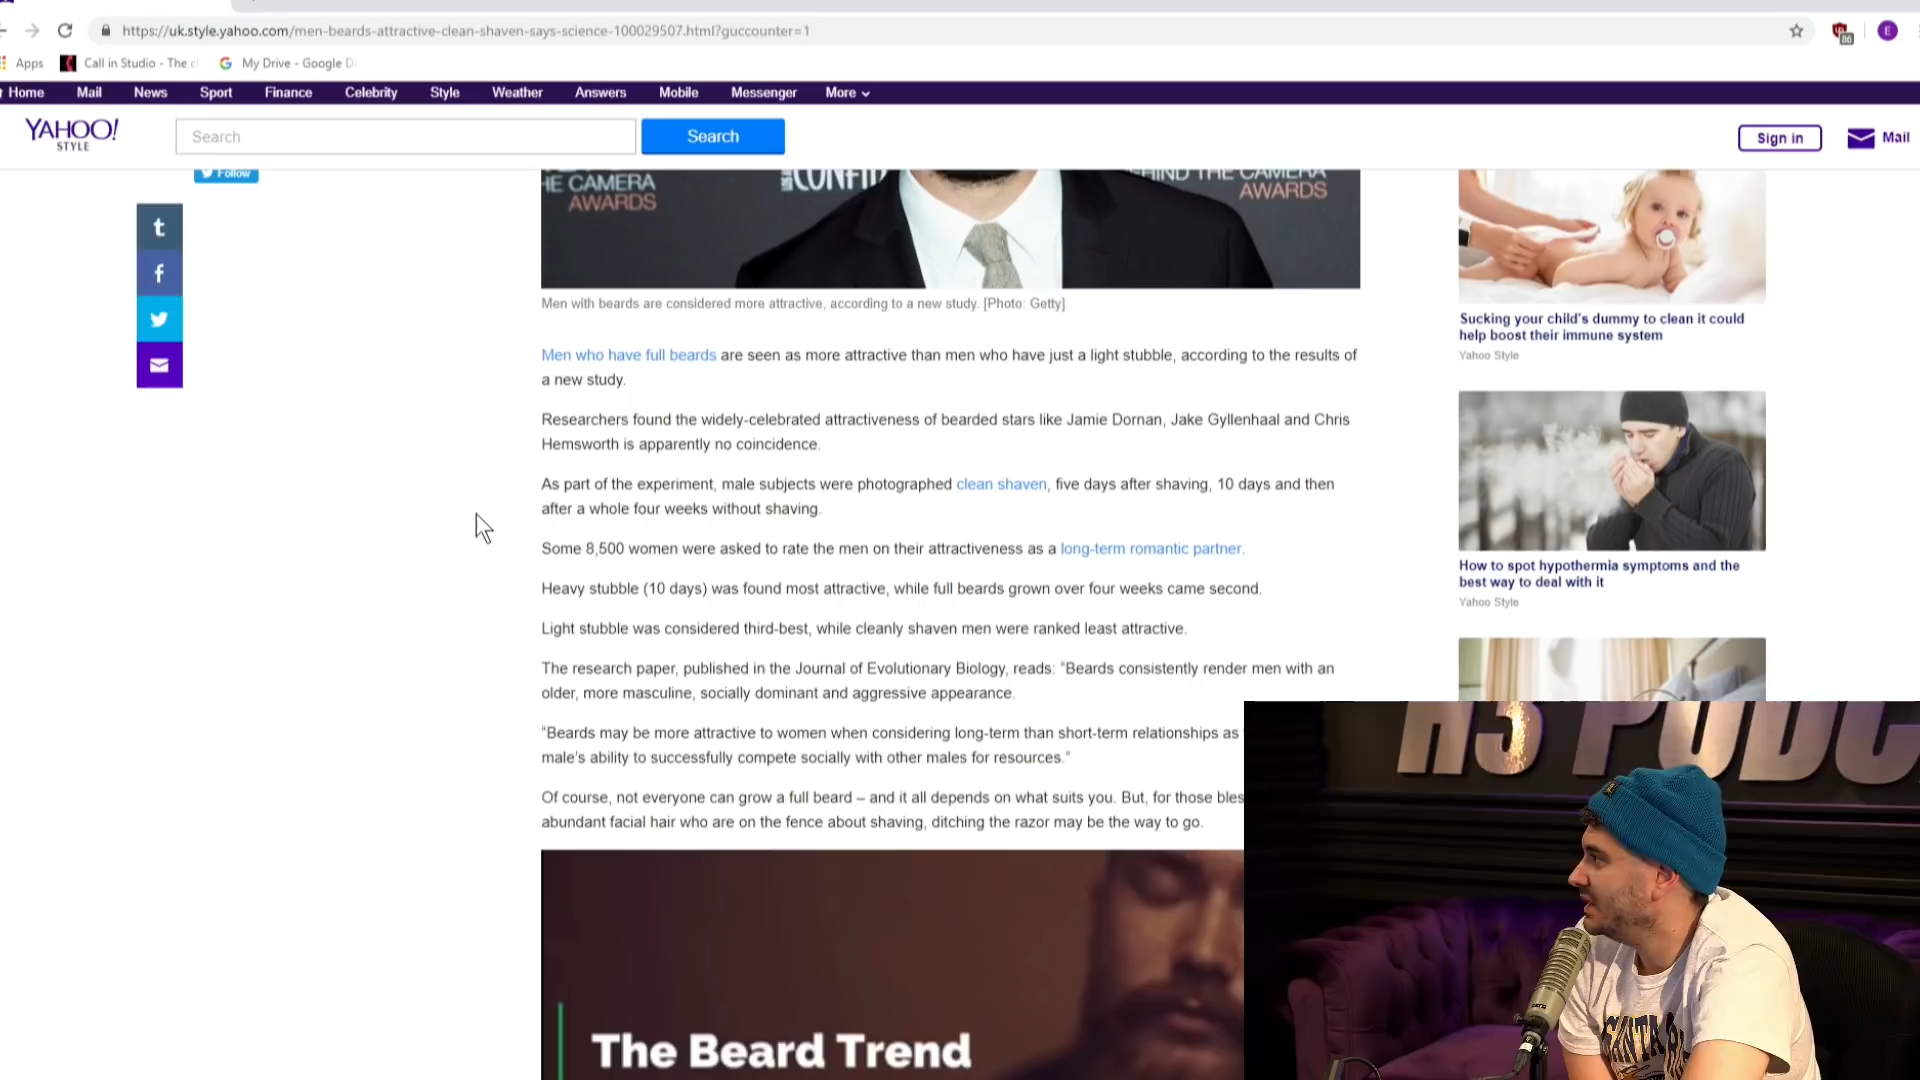 https://uk.style.yahoo.com/men-beards-attractive-clean-shaven-says-science-100029507.html?guccounter=1
E
Apps Call in Studio - The My Drive - Google
Home Mail News Sport Finance Celebrity Style Weather Answers Mobile Messenger More
YAHOO!
STYLE
Search
Search
Sign in
Mail
Follow
t
f
HE CAMERA
AWARDS
HIND THE CAMERA
AWARDS
Men with beards are considered more attractive, according to a new study. [Photo: Getty]
Men who have full beards are seen as more attractive than men who have just a light stubble, according to the results of
a new study.
Researchers found the widely-celebrated attractiveness of bearded stars like Jamie Dornan, Jake Gyllenhaal and Chris
Hemsworth is apparently no coincidence.
As part of the experiment, male subjects were photographed clean shaven, five days after shaving, 10 days and then
after a whole four weeks without shaving.
Some 8,500 women were asked to rate the men on their attractiveness as a long-term romantic partner.
Heavy stubble (10 days) was found most attractive, while full beards grown over four weeks came second.
Light stubble was considered third-best, while cleanly shaven men were ranked least attractive.
The research paper, published in the Journal of Evolutionary Biology, reads: “Beards consistently render men with an
older, more masculine, socially dominant and aggressive appearance.
“Beards may be more attractive to women when considering long-term than short-term relationships as
male’s ability to successfully compete socially with other males for resources.”
Of course, not everyone can grow a full beard – and it all depends on what suits you. But, for those bles
abundant facial hair who are on the fence about shaving, ditching the razor may be the way to go.
The Beard Trend
Sucking your child's dummy to clean it could
help boost their immune system
Yahoo Style
How to spot hypothermia symptoms and the
best way to deal with it
Yahoo Style
H3 PODC